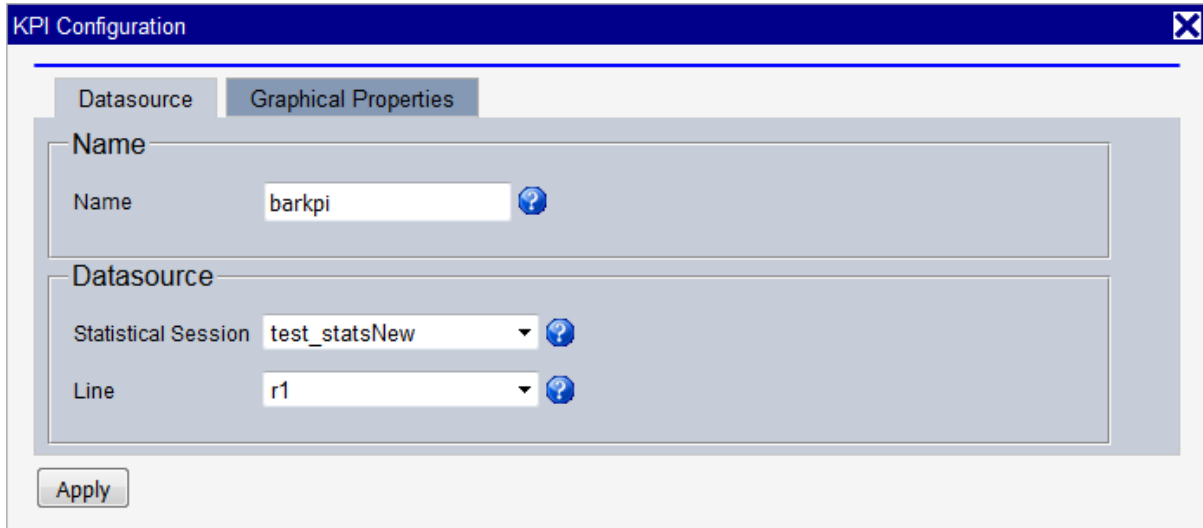 KPI Configuration
Datasource Graphical Properties
Name
Name barkpi
Datasource
Statistical Session test_statsNew
Line r1
Apply